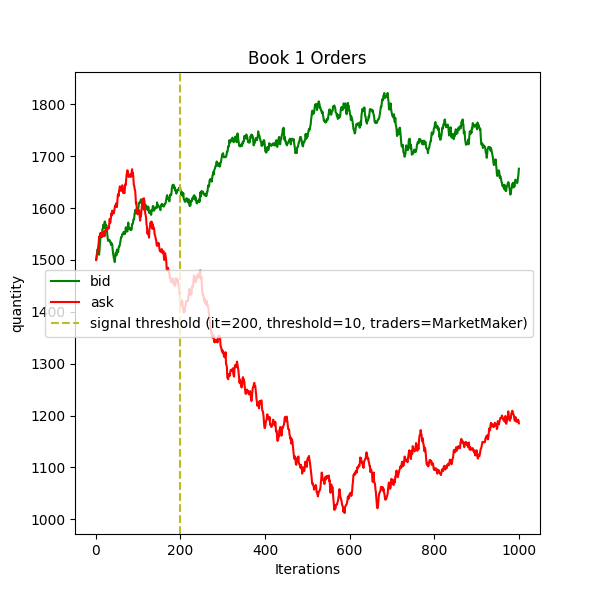 Book 1 Orders
1800
1700
1600
1500
1400
1300
1200
1100
1000
quantity
bid
ask
signal threshold (it=200, threshold=10, traders=MarketMaker)
0 200 400 600 800 1000
Iterations